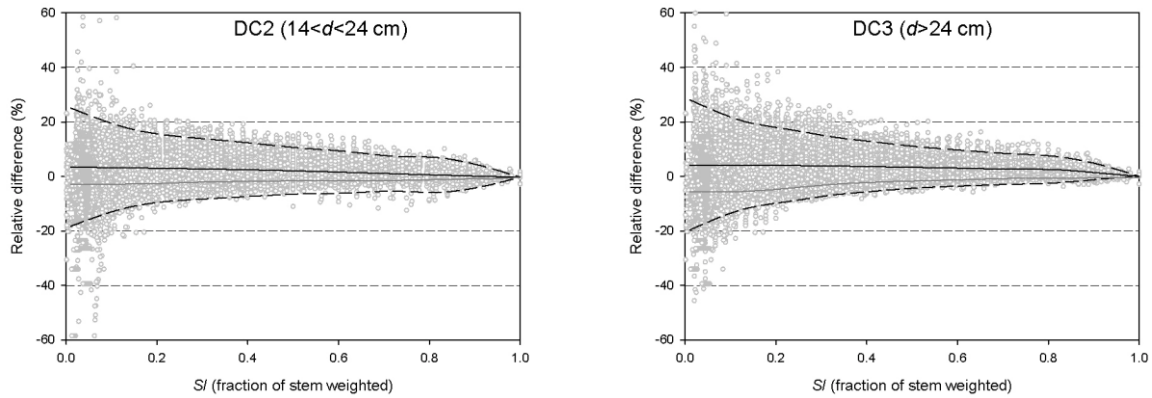 DC2 (14<d<24 cm)
Relative difference (%)
60
40
20
0
-20
-40
-60
0.0 0.2 0.4 0.6 0.8 1.0
SI (fraction of stem weighted)
DC3 (d>24 cm)
Relative difference (%)
60
40
20
0
-20
-40
-60
0.0 0.2 0.4 0.6 0.8 1.0
SI (fraction of stem weighted)